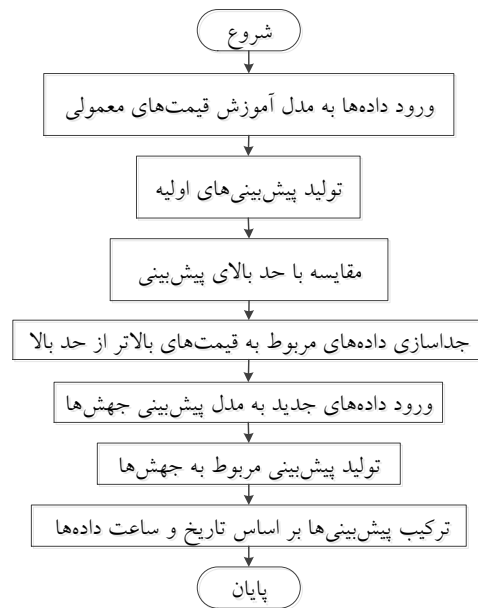 شروع
ورود داده‌ها به مدل آموزش قیمت‌های معمولی
تولید پیش‌بینی‌های اولیه
مقایسه با حد بالای پیش‌بینی
جداسازی داده‌های مربوط به قیمت‌های بالاتر از حد بالا
ورود داده‌های جدید به مدل پیش‌بینی جهش‌ها
تولید پیش‌بینی مربوط به جهش‌ها
ترکیب پیش‌بینی‌ها بر اساس تاریخ و ساعت داده‌ها
پایان